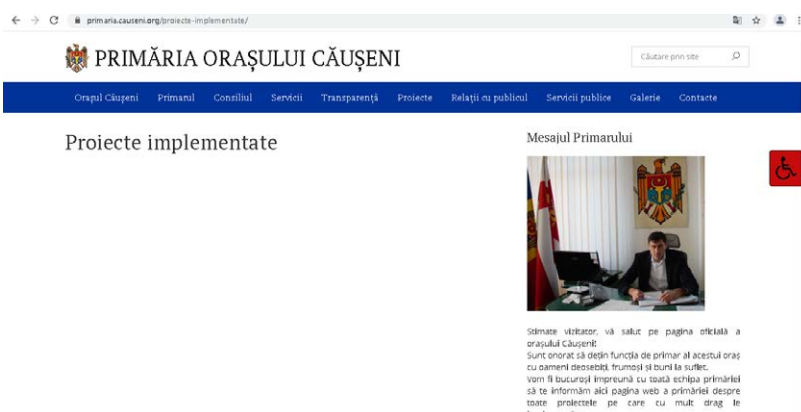 primaria.causeni.org/proiecte-implementate/
PRIMĂRIA ORAȘULUI CĂUȘENI
Căutare prin site
Orașul Căușeni Primarul Consiliul Servicii Transparență Proiecte Relații cu publicul Servicii publice Galerie Contacte
Proiecte implementate
Mesajul Primarului
Stimate vizitator, vă salut pe pagina oficială a
orașului Căușeni!
Sunt onorat să dețin funcția de primar al acestui oraș
cu oameni deosebiți, frumoși și buni la suflet.
Vom fi bucuroși împreună cu toată echipa primăriei
să te informăm aici pagina web a primăriei despre
toate proiectele pe care cu mult drag le